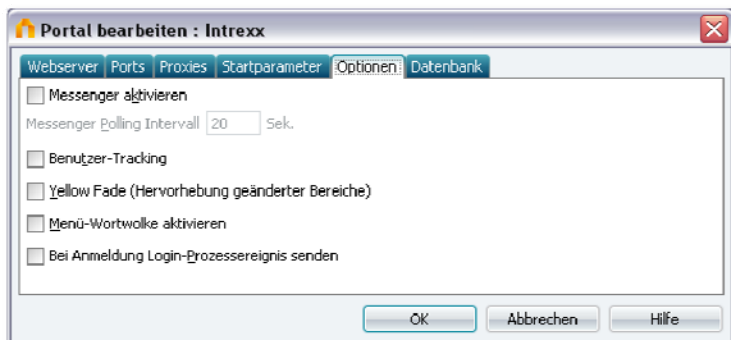 Portal bearbeiten : Intrexx
Webserver Ports Proxies Startparameter Optionen Datenbank
Messenger aktivieren
Messenger Polling Intervall 20 Sek.
Benutzer-Tracking
Yellow Fade (Hervorhebung geänderter Bereiche)
Menü-Wortwolke aktivieren
Bei Anmeldung Login-Prozessereignis senden
OK Abbrechen Hilfe